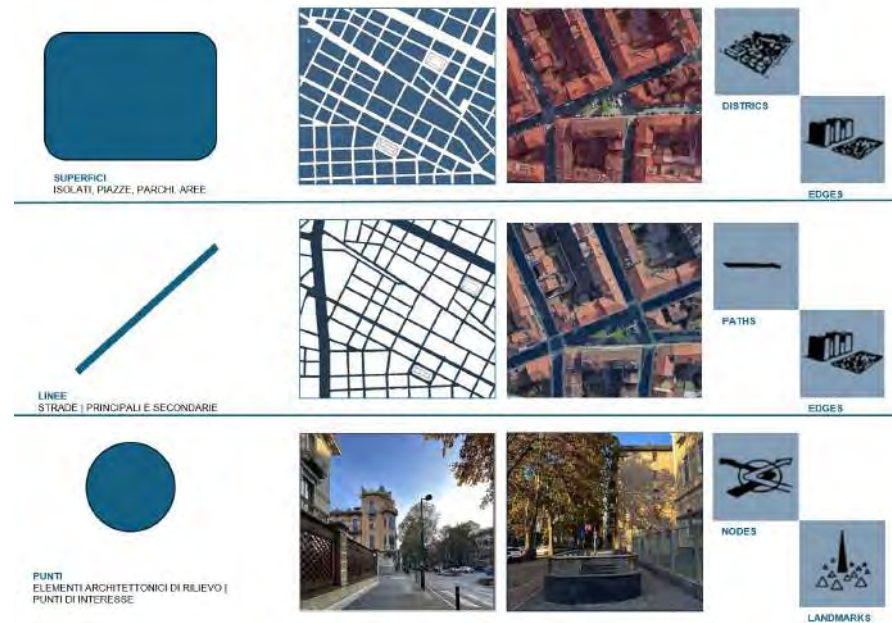 DISTRICS
SUPERFICI
ISOLATI, PIAZZE, PARCHI, AREE
EDGES
PATHS
LINEE
STRADE | PRINCIPALI E SECONDARIE
EDGES
NODES
PUNTI
ELEMENTI ARCHITETTONICI DI RILIEVO |
PUNTI DI INTERESSE
LANDMARKS